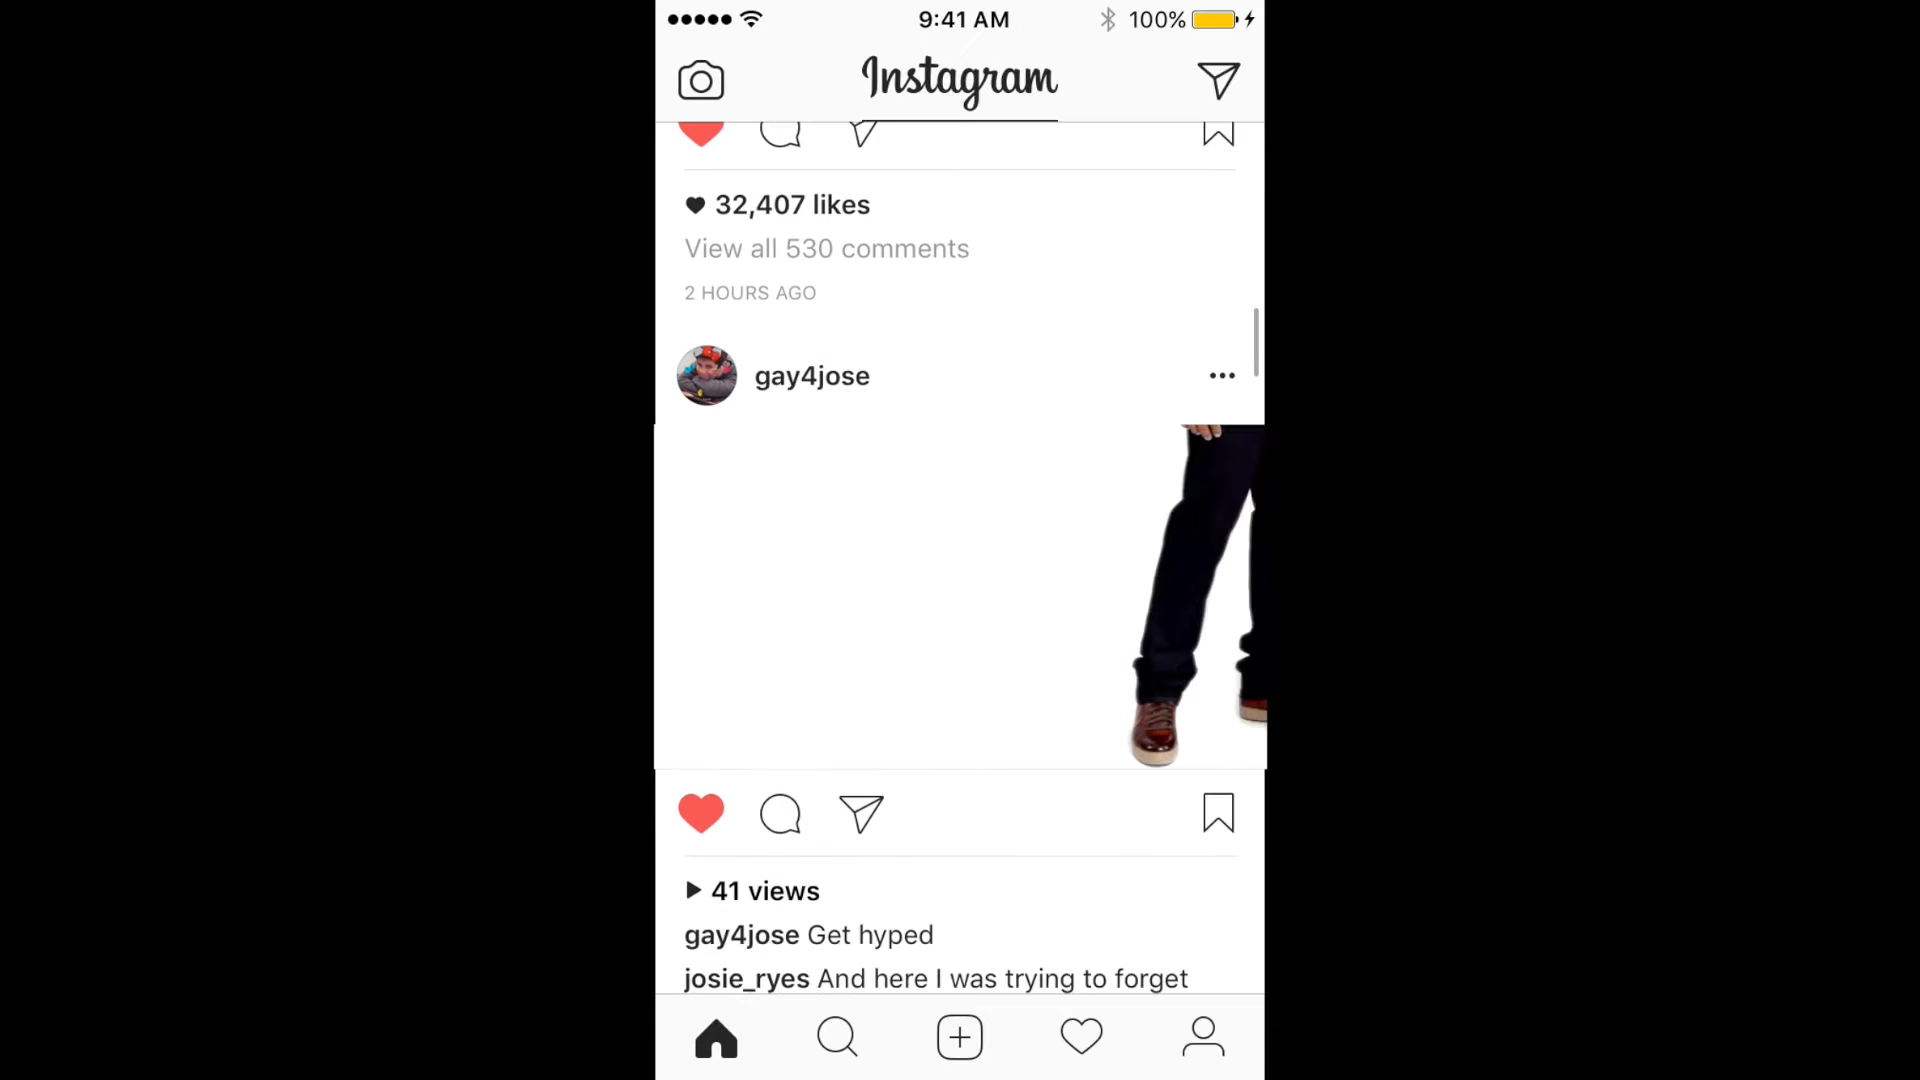 9:41 AM
100%
Instagram
32,407 likes
View all 530 comments
2 HOURS AGO
gay4jose
41 views
gay4jose Get hyped
josie_ryes And here I was trying to forget